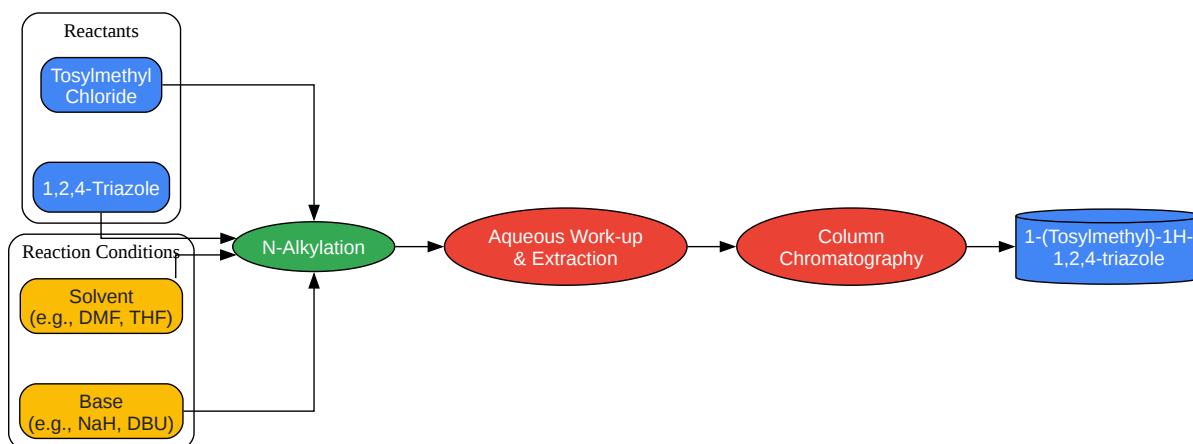 Reactants
Tosylmethyl
Chloride
1,2,4-Triazole
Reaction Conditions
Solvent
(e.g., DMF, THF)
Base
(e.g., NaH, DBU)
N-Alkylation
Aqueous Work-up
& Extraction
Column
Chromatography
1-(Tosylmethyl)-1H-
1,2,4-triazole